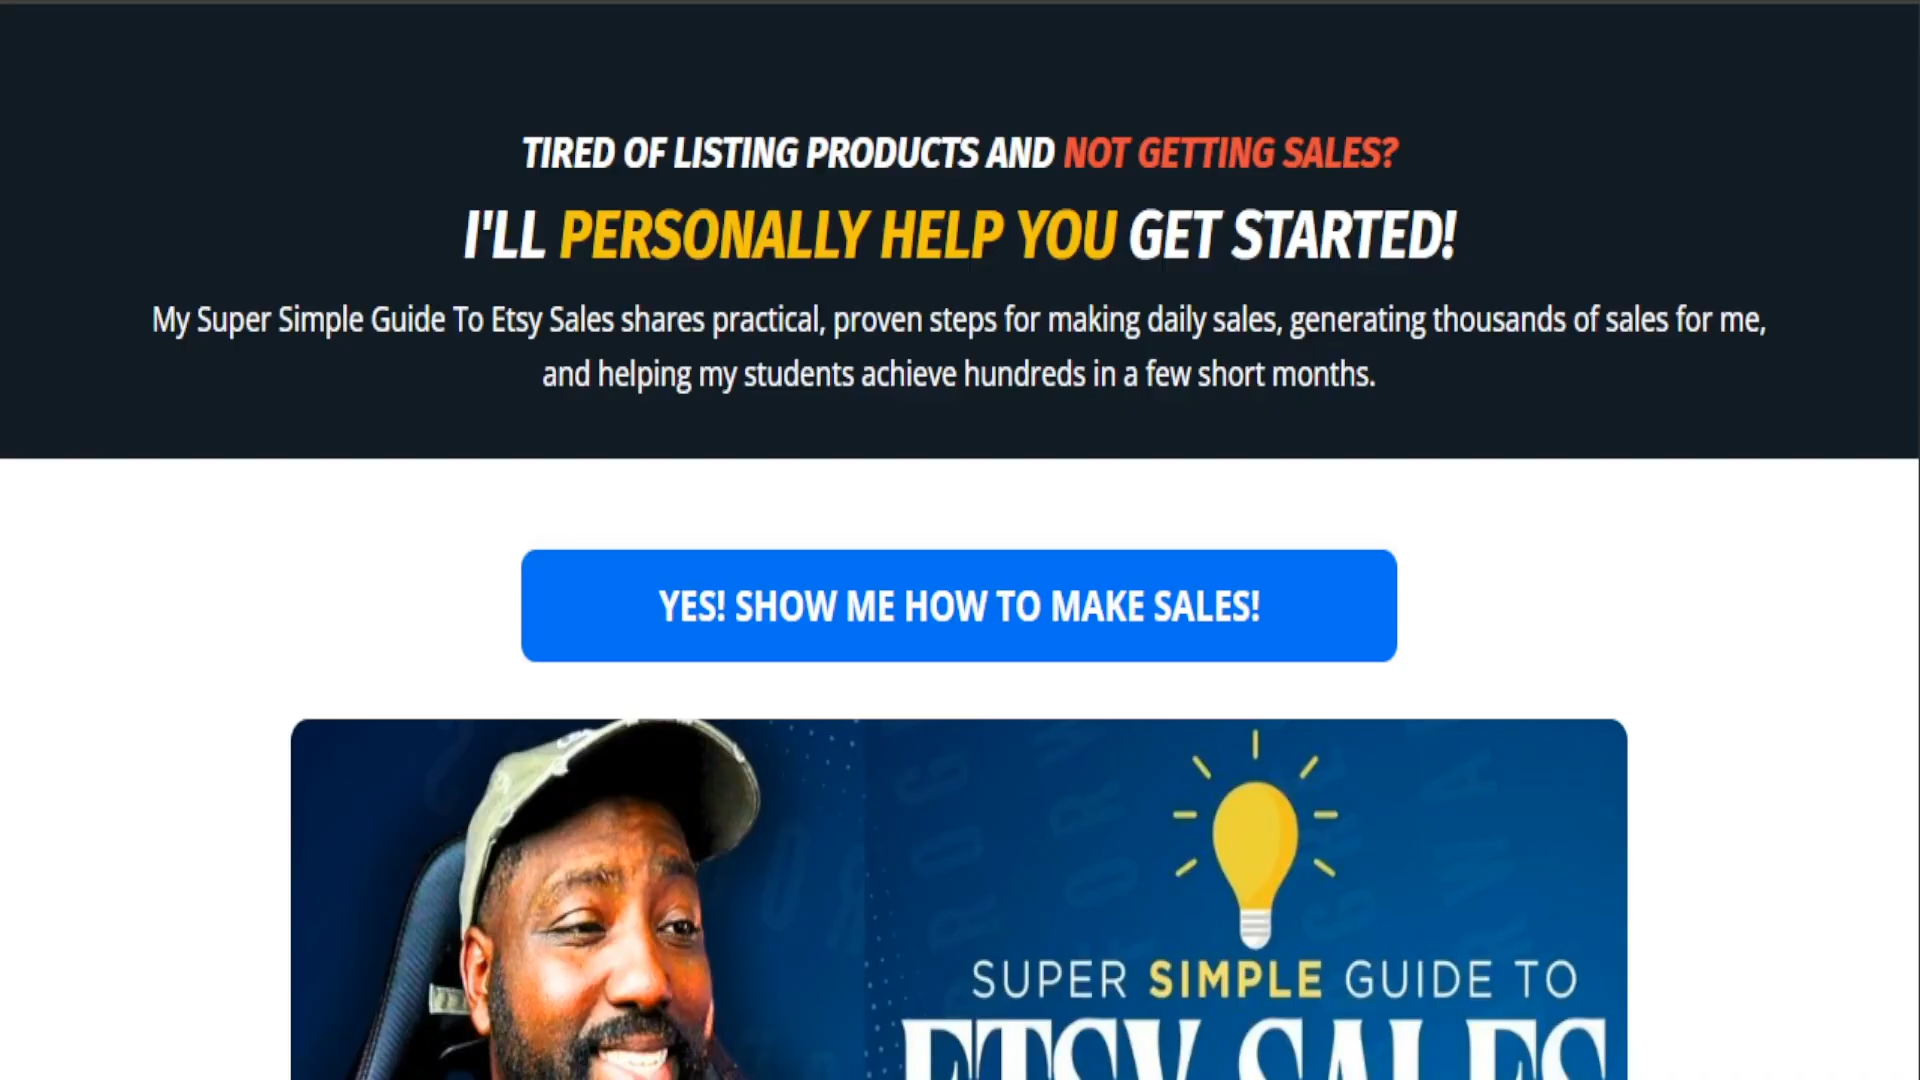 TIRED OF LISTING PRODUCTS AND NOT GETTING SALES?
I'LL PERSONALLY HELP YOU GET STARTED!
My Super Simple Guide To Etsy Sales shares practical, proven steps for making daily sales, generating thousands of sales for me,
and helping my students achieve hundreds in a few short months.
YES! SHOW ME HOW TO MAKE SALES!
SUPER SIMPLE GUIDE TO
ETSY SALES